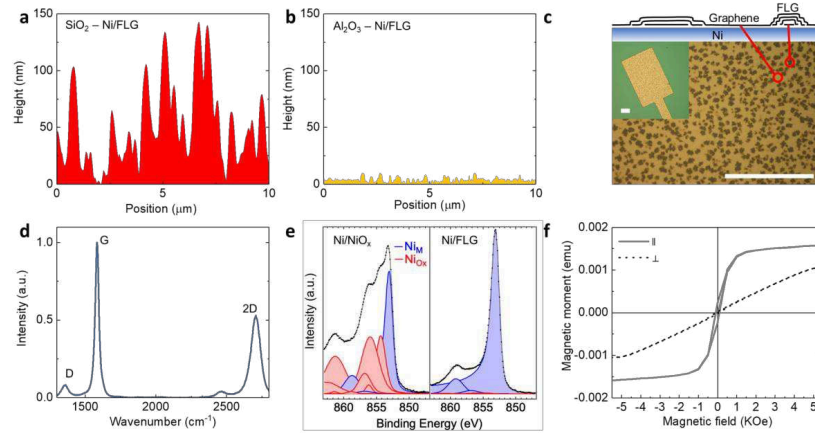 a
SiO₂ – Ni/FLG
150
100
50
0
Height (nm)
0
5
10
Position (μm)
b
Al₂O₃ – Ni/FLG
150
100
50
0
Height (nm)
0
5
10
Position (μm)
c
Graphene
FLG
Ni
d
G
D
2D
1.0
0.5
0.0
Intensity (a.u.)
1500
2000
2500
Wavenumber (cm⁻¹)
e
Ni/NiOₓ
Ni/FLG
Ni_M
Ni_Ox
Intensity (a.u.)
860
855
850
860
855
850
Binding Energy (eV)
f
||
⊥
0.002
0.001
0.000
-0.001
-0.002
Magnetic moment (emu)
-5 -4 -3 -2 -1 0 1 2 3 4 5
Magnetic field (KOe)